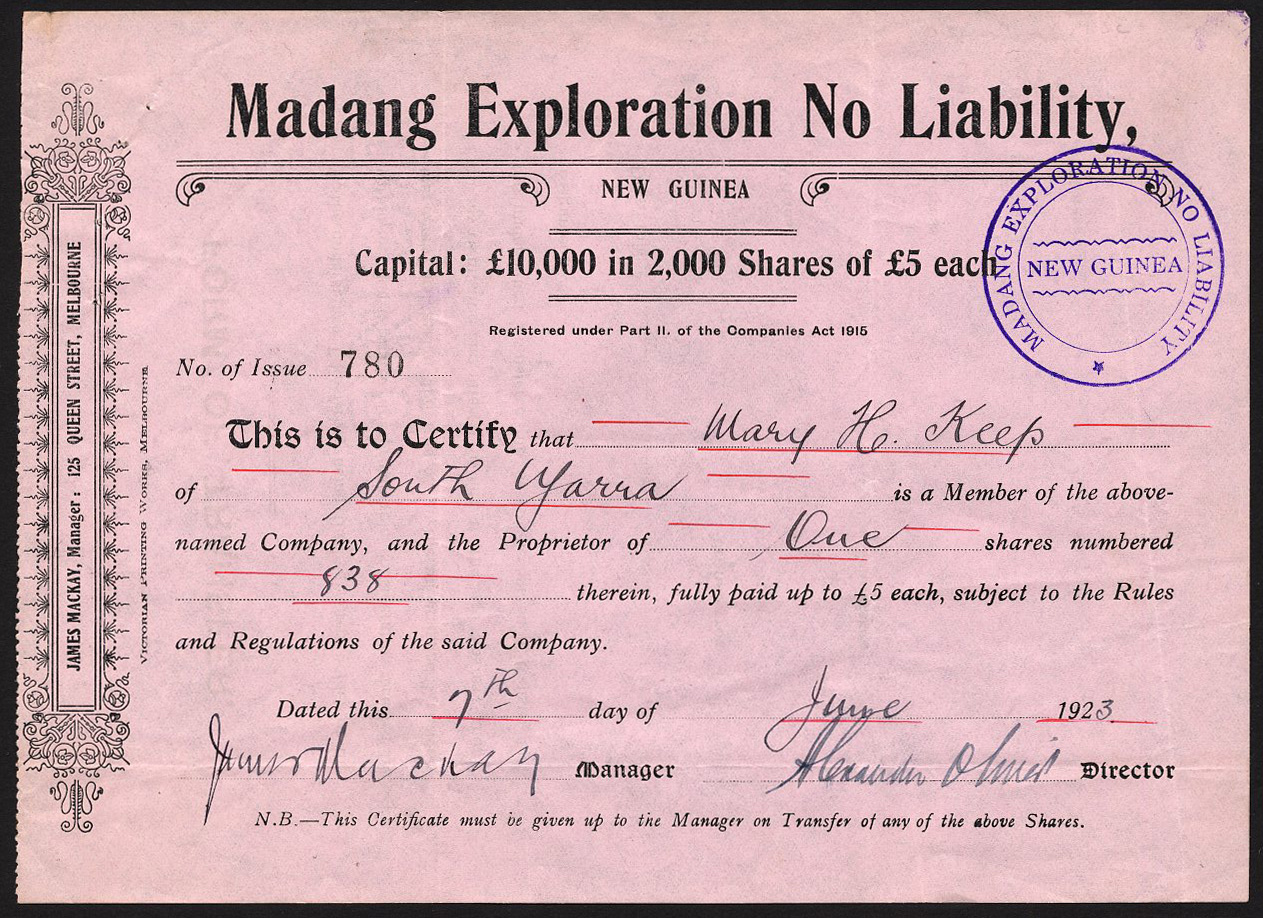 Madang Exploration No Liability,
NEW GUINEA
Capital: £10,000 in 2,000 Shares of £5 each
MADANG EXPLORATION NO LIABILITY
NEW GUINEA
Registered under Part II. of the Companies Act 1915
No. of Issue 780
This is to Certify that Mary H. Keep
of South Yarra is a Member of the above-
named Company, and the Proprietor of One shares numbered
838 therein, fully paid up to £5 each, subject to the Rules
and Regulations of the said Company.
Dated this 7th day of June 1923
James Mackay Manager Alexander Director
N.B.—This Certificate must be given up to the Manager on Transfer of any of the above Shares.
JAMES MACKAY, Manager: 125 QUEEN STREET, MELBOURNE
VICTORIAN PRINTING WORKS, MELBOURNE